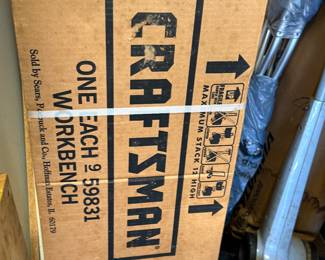 CRAFTSMAN®
ONE EACH 9 59831
WORKBENCH
Sold by Sears, Roebuck and Co., Hoffman Estates, IL 60179
MAXIMUM STACK 12 HIGH